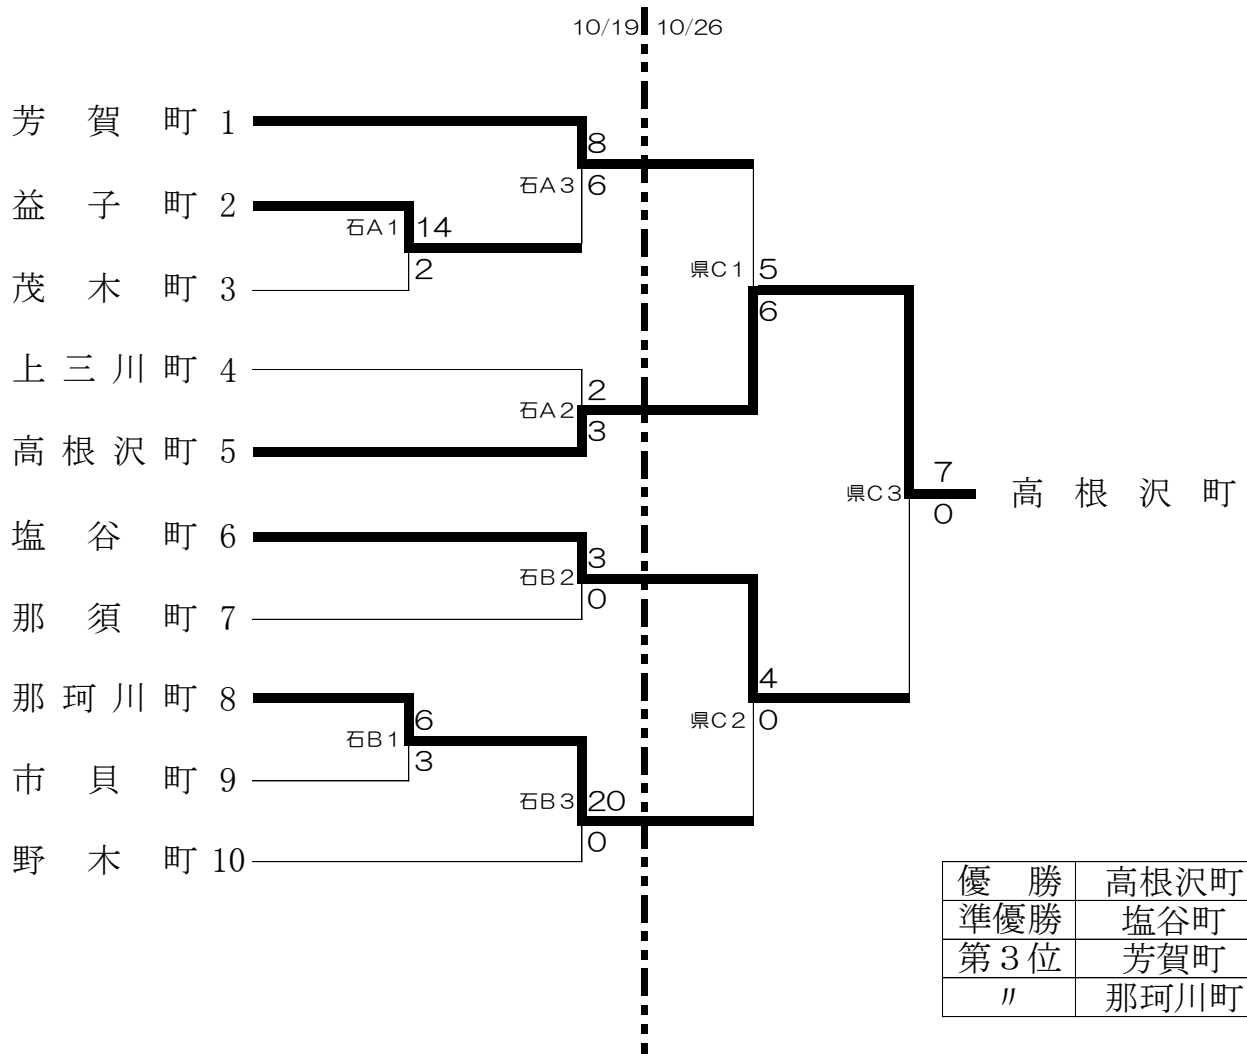 10/19 10/26
芳賀町 1
8
石A3 6
益子町 2
石A1 14
2
茂木町 3
県C1 5
6
上三川町 4
2
石A2
3
高根沢町 5
7
県C3 高根沢町
0
塩谷町 6
3
石B2
0
那須町 7
4
県C2 0
那珂川町 8
6
石B1
3
市貝町 9
石B3 20
0
野木町 10
優勝 高根沢町
準優勝 塩谷町
第3位 芳賀町
〃 那珂川町